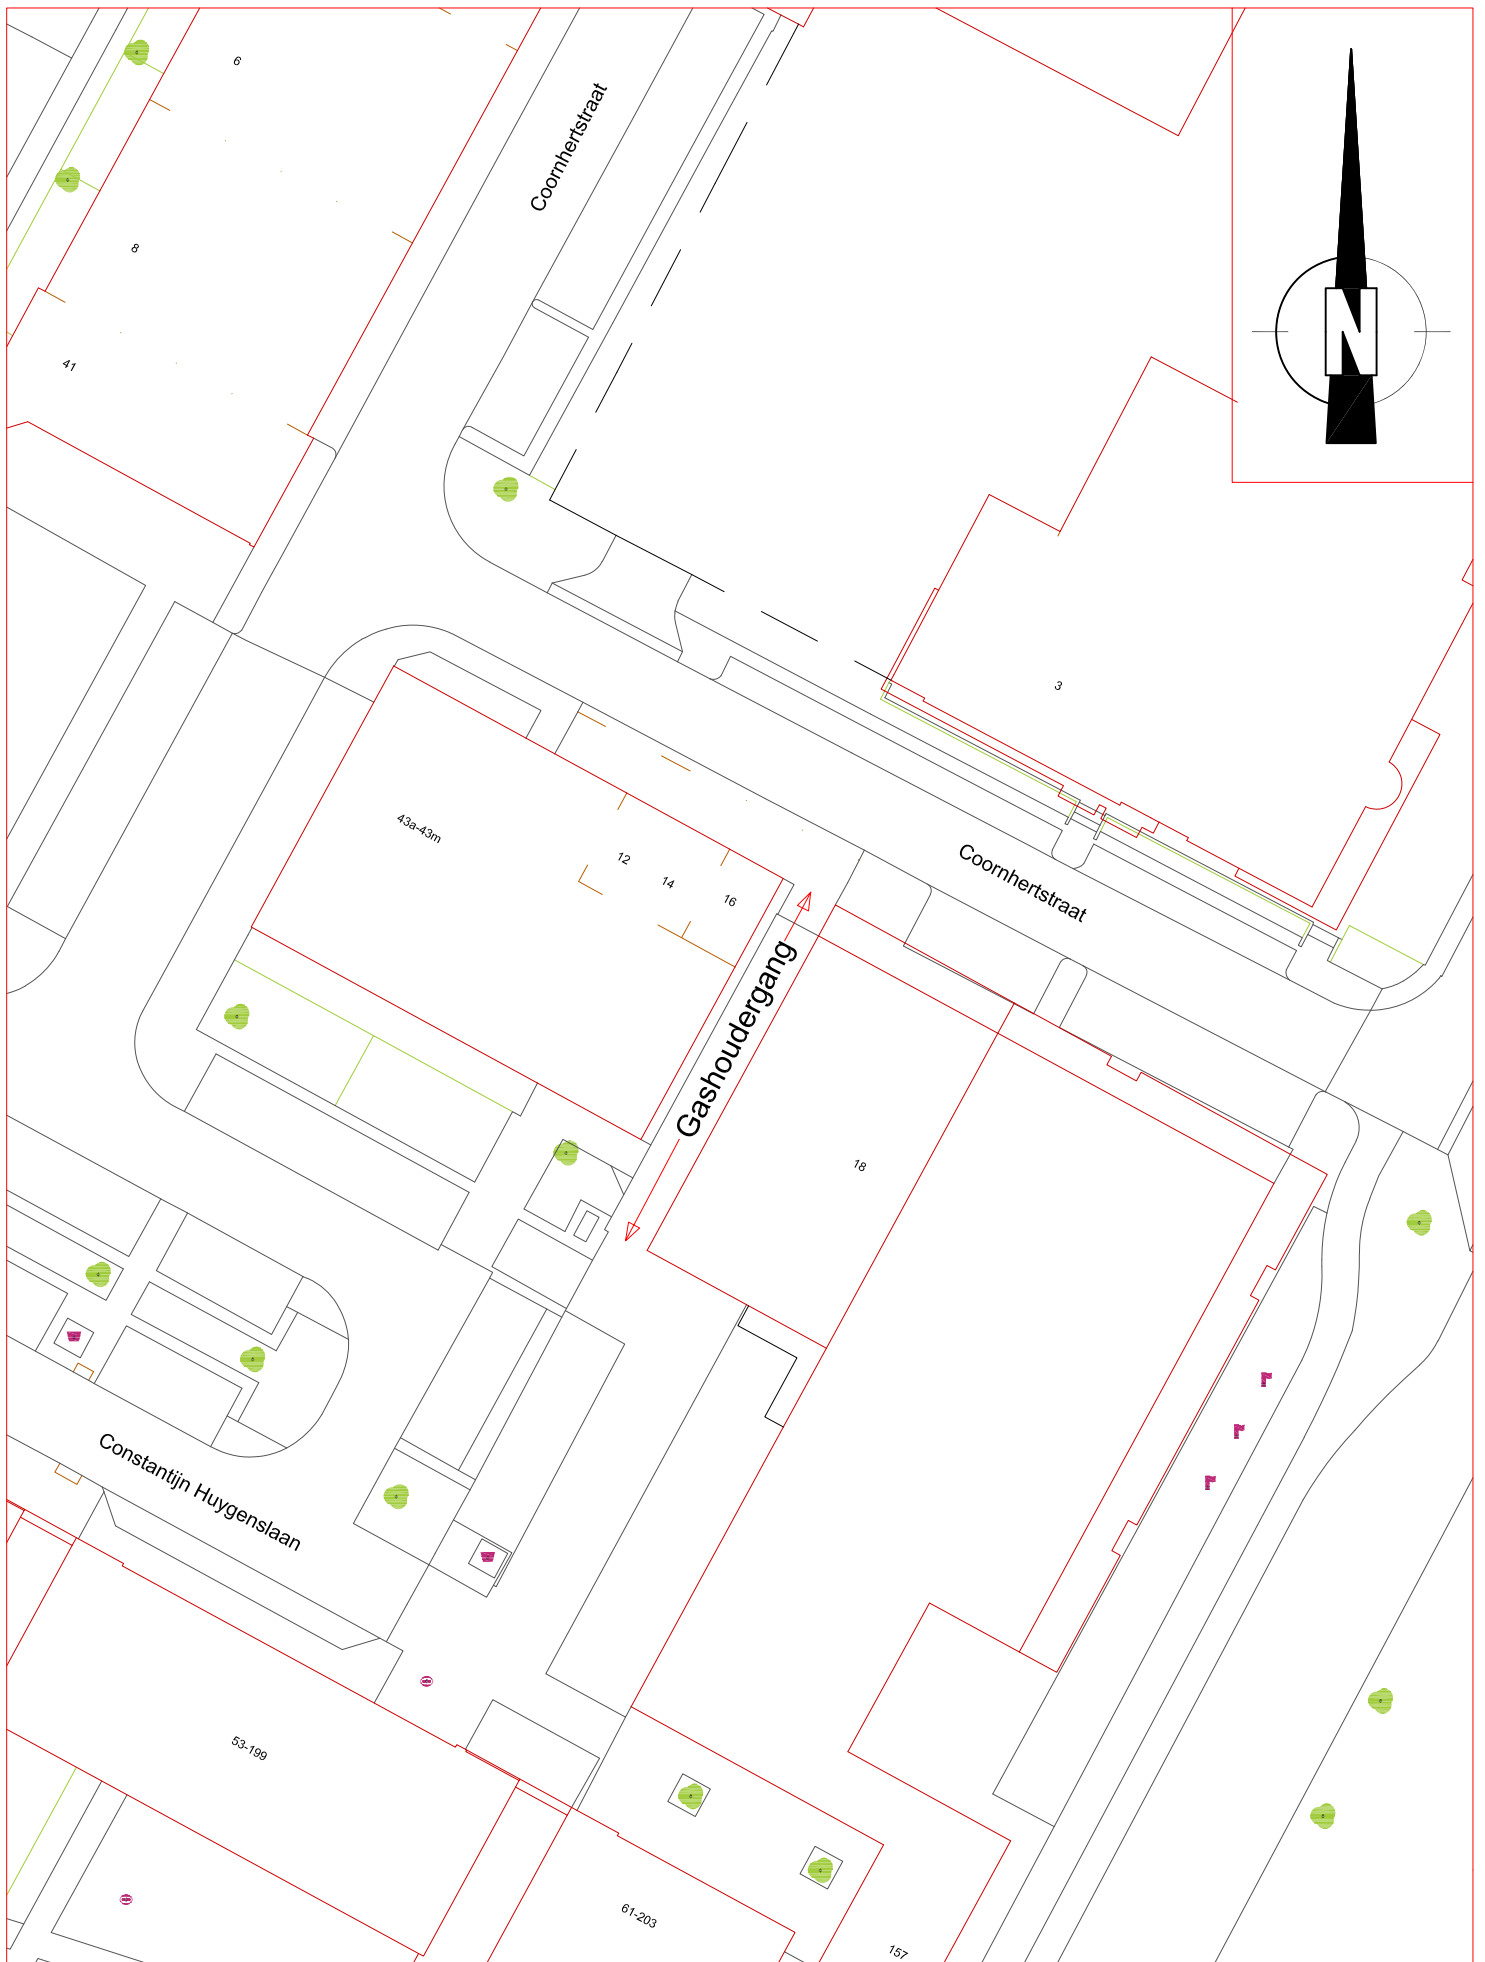 6
Coornhertstraat
8
N
41
3
43a-43m
12
14
16
Coornhertstraat
Gashoudergang
18
Constantijn Huygenslaan
53-199
61-203
157